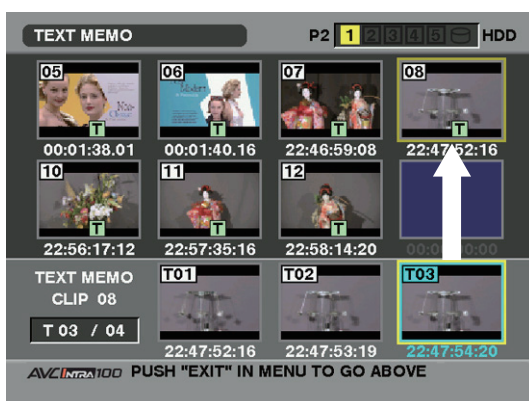 TEXT MEMO
P2 1 2 3 4 5 HDD
05 06 07 08
T T T T
00:01:38.01 00:01:40.16 22:46:59:08 22:47:52:16
10 11 12
T T T
22:56:17:12 22:57:35:16 22:58:14:20
TEXT MEMO
CLIP 08
T 03 / 04
T01 T02 T03
22:47:52:16 22:47:53:19 22:47:54:20
AVC INTRA 100 PUSH "EXIT" IN MENU TO GO ABOVE